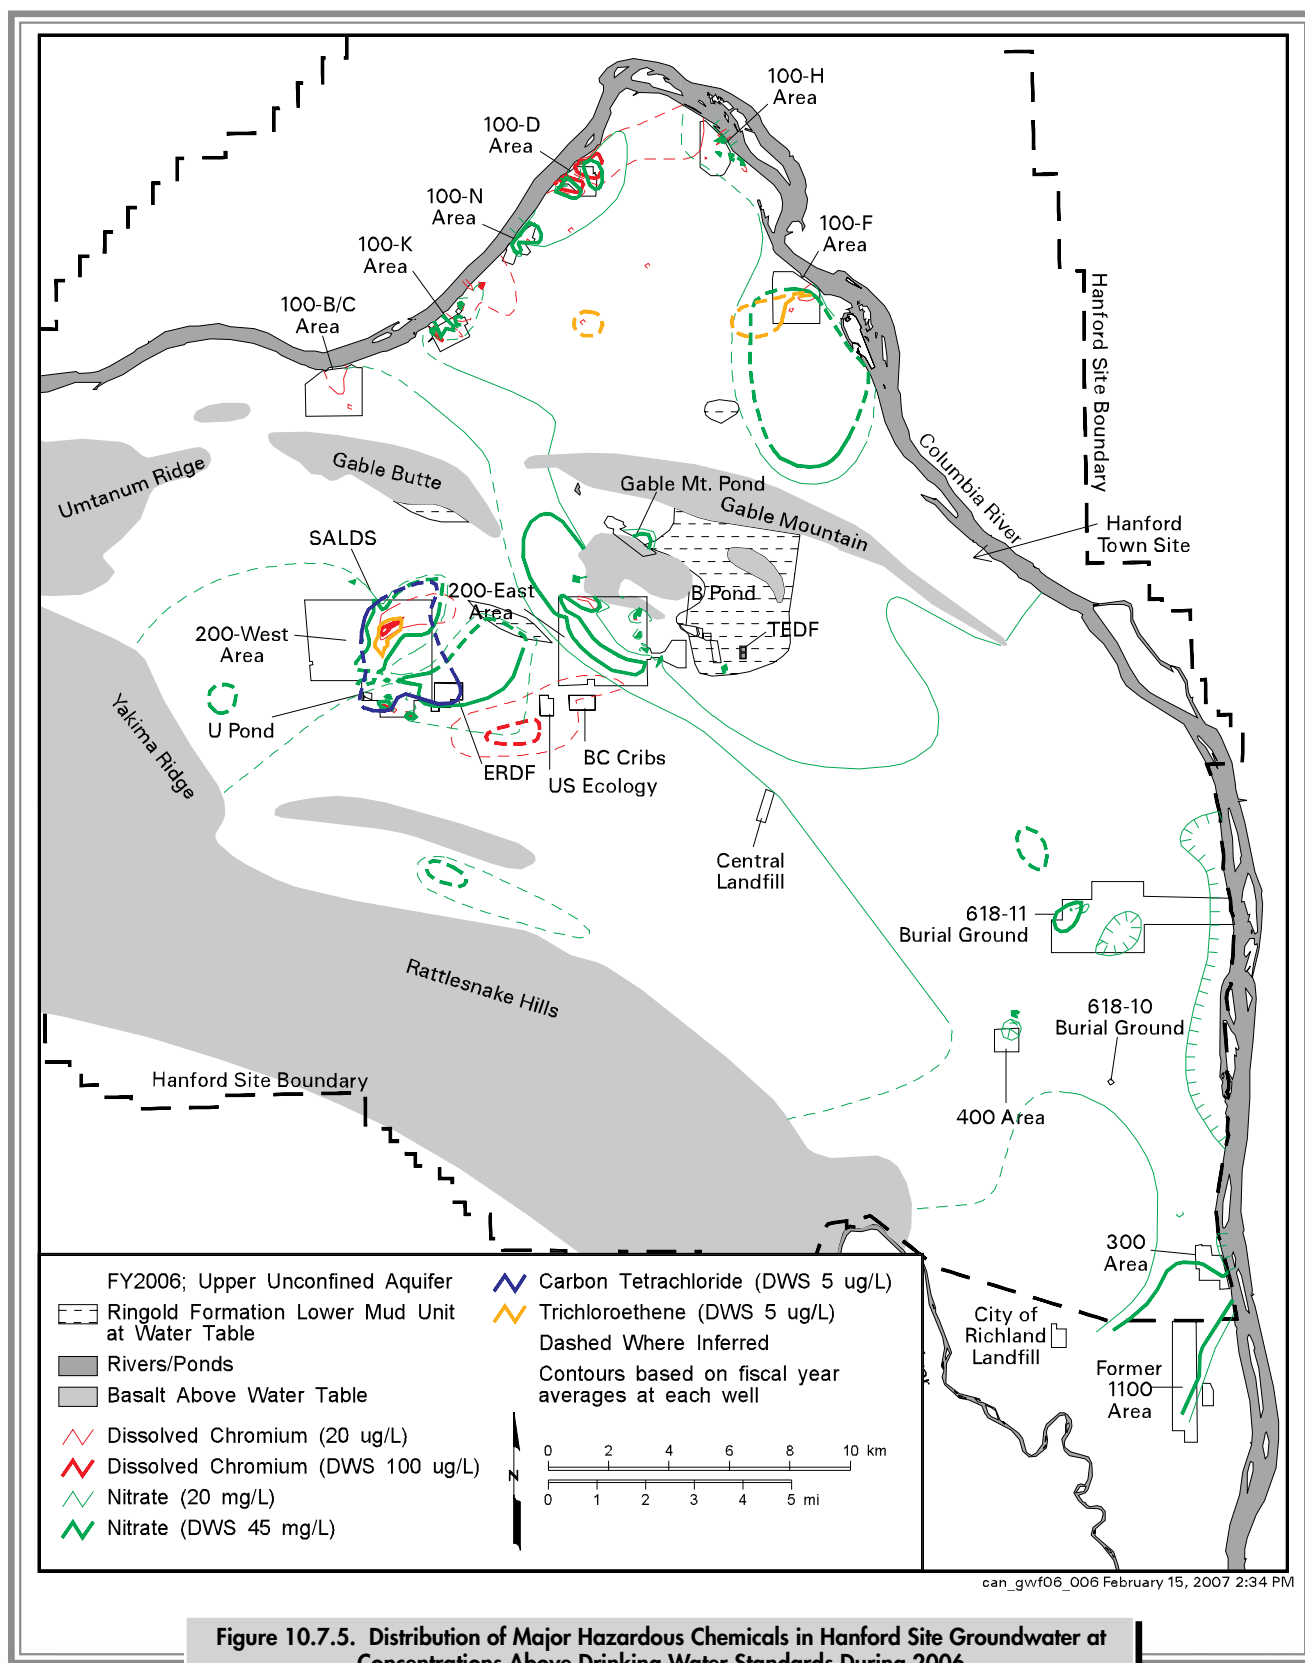 100-H
Area
100-D
Area
100-N
Area
100-F
Area
100-K
Area
100-B/C
Area
Hanford Site Boundary
Columbia River
Umtanum Ridge
Gable Butte
Gable Mt. Pond
Gable Mountain
Hanford
Town Site
SALDS
200-East
Area
B Pond
TEDF
200-West
Area
U Pond
Yakima Ridge
ERDF
BC Cribs
US Ecology
Central
Landfill
618-11
Burial Ground
Rattlesnake Hills
618-10
Burial Ground
Hanford Site Boundary
400 Area
300
Area
City of
Richland
Landfill
Former
1100
Area
FY2006; Upper Unconfined Aquifer
Ringold Formation Lower Mud Unit
at Water Table
Rivers/Ponds
Basalt Above Water Table
Dissolved Chromium (20 ug/L)
Dissolved Chromium (DWS 100 ug/L)
Nitrate (20 mg/L)
Nitrate (DWS 45 mg/L)
Carbon Tetrachloride (DWS 5 ug/L)
Trichloroethene (DWS 5 ug/L)
Dashed Where Inferred
Contours based on fiscal year
averages at each well
N
0 2 4 6 8 10 km
0 1 2 3 4 5 mi
can_gwf06_006 February 15, 2007 2:34 PM
Figure 10.7.5. Distribution of Major Hazardous Chemicals in Hanford Site Groundwater at
Concentrations Above Drinking Water Standards During 2006